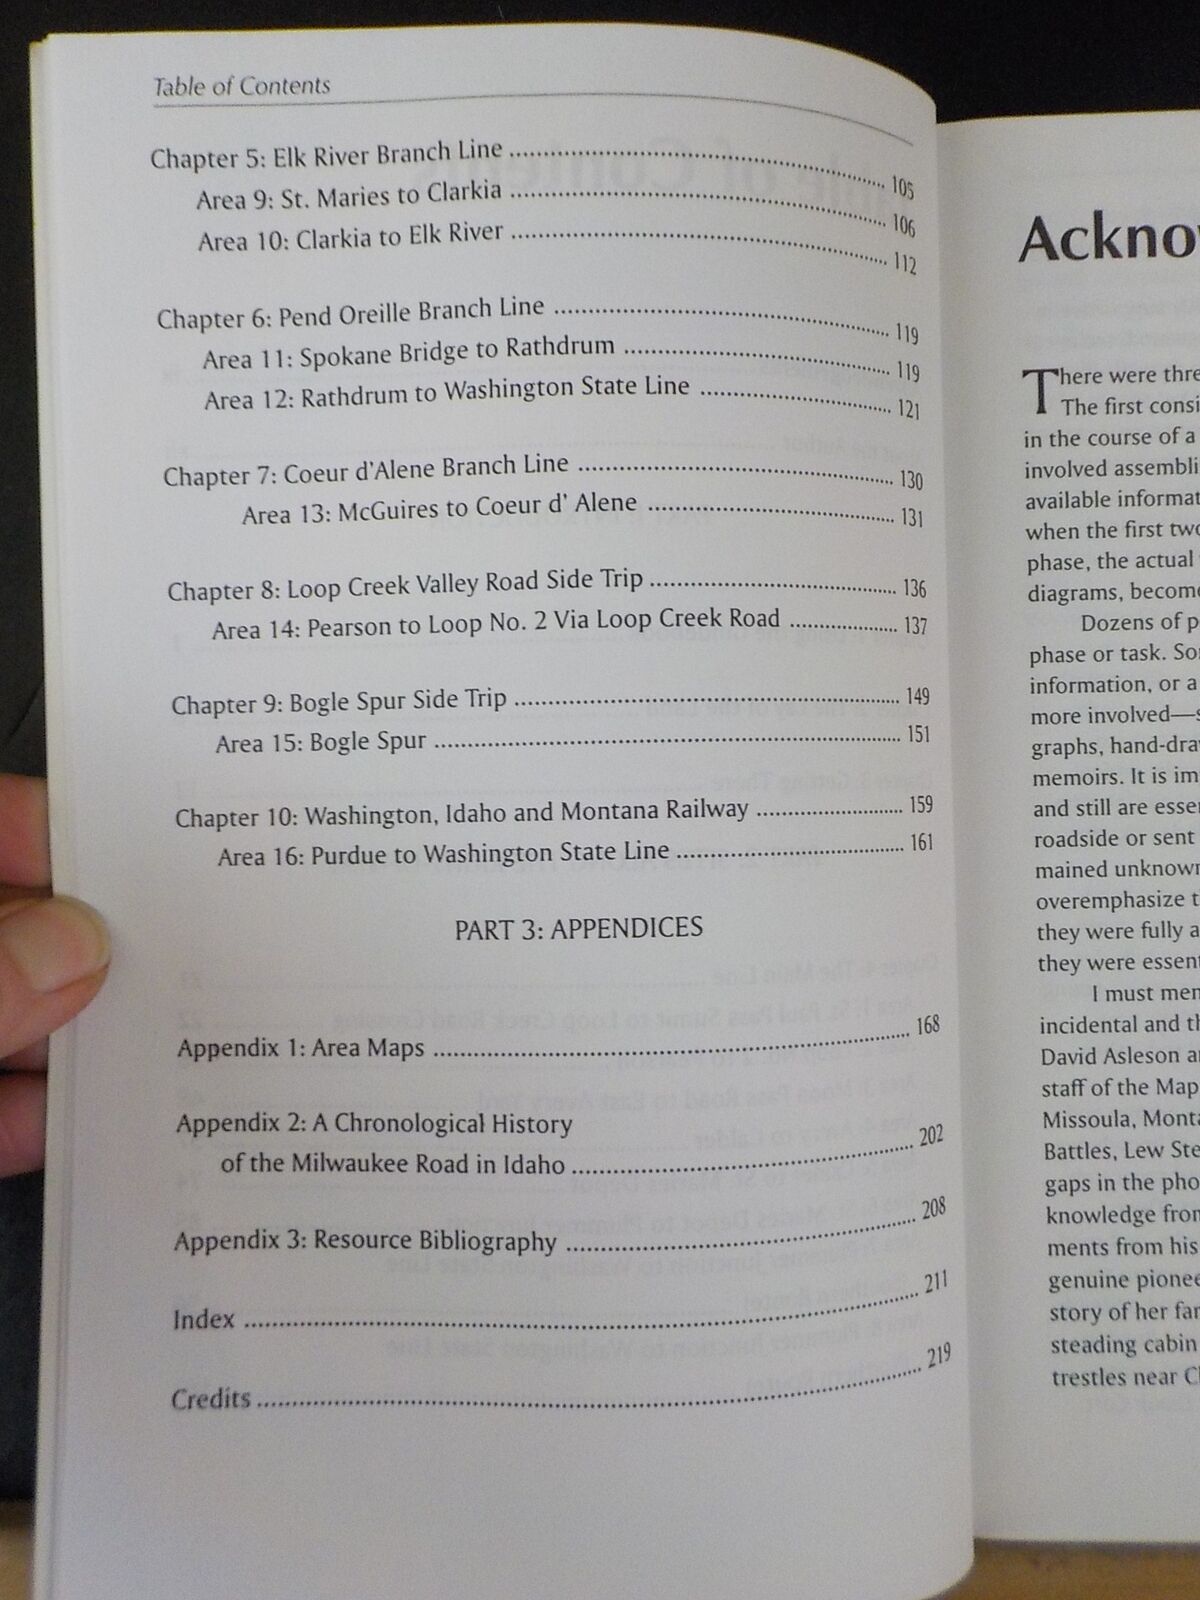 Table of Contents
Chapter 5: Elk River Branch Line ........ 105
Area 9: St. Maries to Clarkia ........ 106
Area 10: Clarkia to Elk River ........ 112
Chapter 6: Pend Oreille Branch Line ........ 119
Area 11: Spokane Bridge to Rathdrum ........ 119
Area 12: Rathdrum to Washington State Line ........ 121
Chapter 7: Coeur d'Alene Branch Line ........ 130
Area 13: McGuires to Coeur d' Alene ........ 131
Chapter 8: Loop Creek Valley Road Side Trip ........ 136
Area 14: Pearson to Loop No. 2 Via Loop Creek Road ........ 137
Chapter 9: Bogle Spur Side Trip ........ 149
Area 15: Bogle Spur ........ 151
Chapter 10: Washington, Idaho and Montana Railway ........ 159
Area 16: Purdue to Washington State Line ........ 161
PART 3: APPENDICES
Appendix 1: Area Maps ........ 168
Appendix 2: A Chronological History
of the Milwaukee Road in Idaho ........ 202
Appendix 3: Resource Bibliography ........ 208
Index ........ 211
Credits ........ 219
Ackno
There were thre
The first consi
in the course of a
involved assembli
available informat
when the first two
phase, the actual
diagrams, become
Dozens of p
phase or task. So
information, or a
more involved—s
graphs, hand-dra
memoirs. It is im
and still are esse
roadside or sent
mained unknown
overemphasize t
they were fully a
they were essent
I must men
incidental and th
David Asleson a
staff of the Map
Missoula, Monta
Battles, Lew Ste
gaps in the pho
knowledge from
ments from his
genuine pionee
story of her far
steading cabin
trestles near Cl